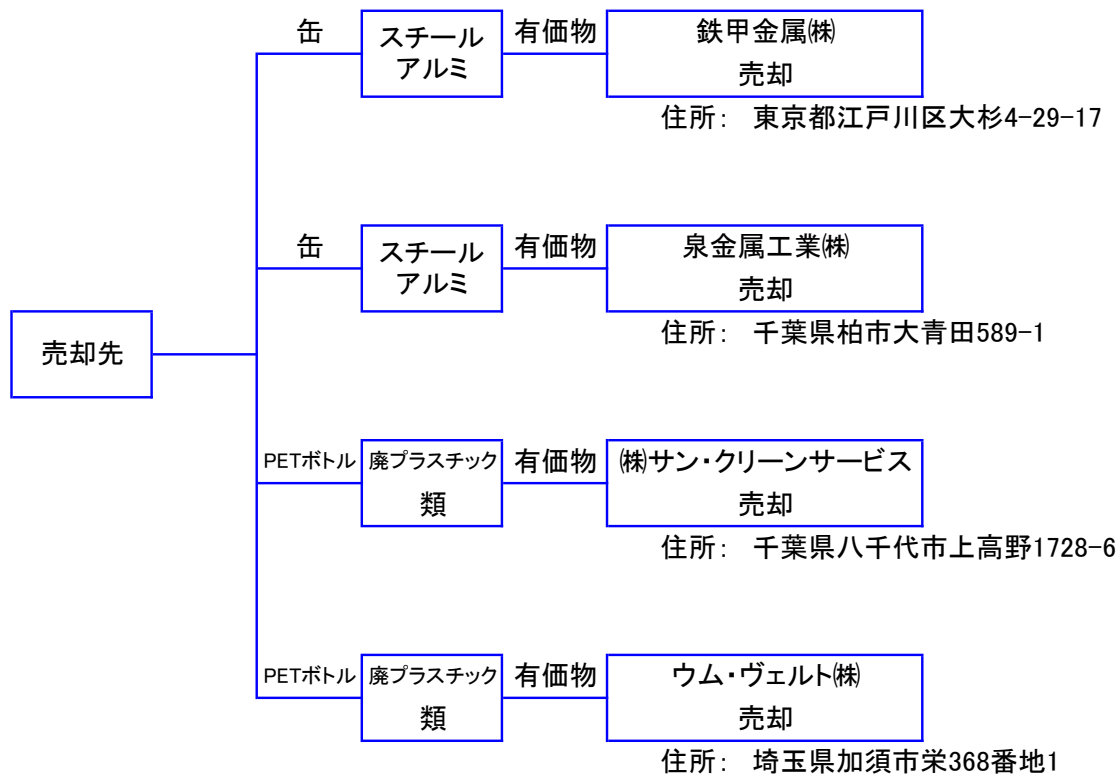 売却先
缶
スチール
アルミ
有価物
鉄甲金属㈱
売却
住所: 東京都江戸川区大杉4-29-17
缶
スチール
アルミ
有価物
泉金属工業㈱
売却
住所: 千葉県柏市大青田589-1
PETボトル
廃プラスチック
類
有価物
㈱サン・クリーンサービス
売却
住所: 千葉県八千代市上高野1728-6
PETボトル
廃プラスチック
類
有価物
ウム・ヴェルト㈱
売却
住所: 埼玉県加須市栄368番地1